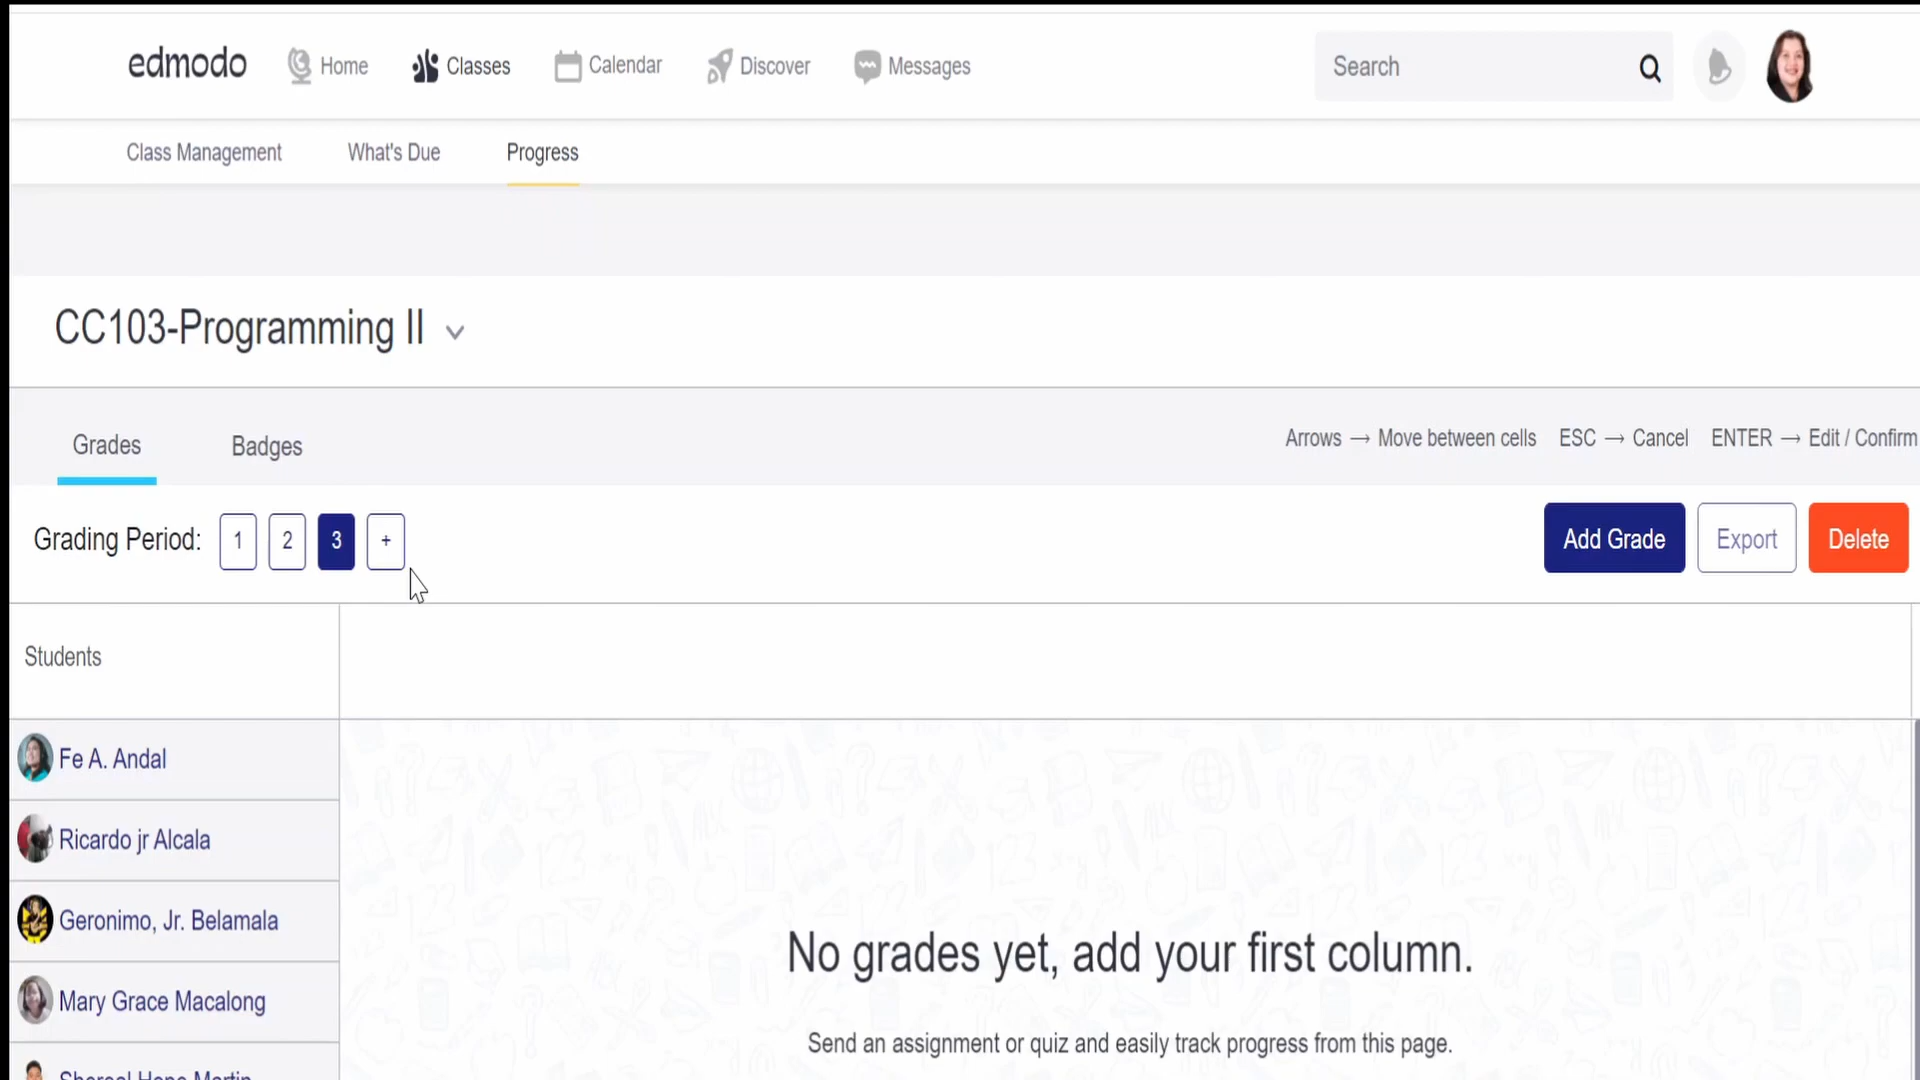 edmodo Home Classes Calendar Discover Messages Search
Class Management What's Due Progress
CC103-Programming II
Grades Badges Arrows → Move between cells ESC → Cancel ENTER → Edit / Confirm
Grading Period: 1 2 3 + Add Grade Export Delete
Students
Fe A. Andal
Ricardo jr Alcala
Geronimo, Jr. Belamala
Mary Grace Macalong
No grades yet, add your first column.
Send an assignment or quiz and easily track progress from this page.